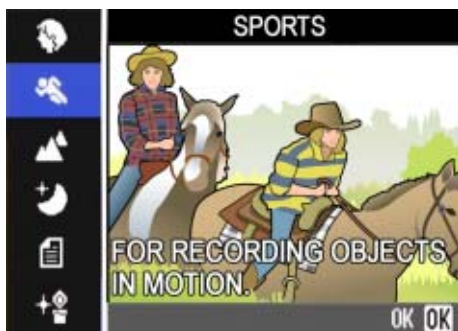 SPORTS
FOR RECORDING OBJECTS
IN MOTION.
OK OK